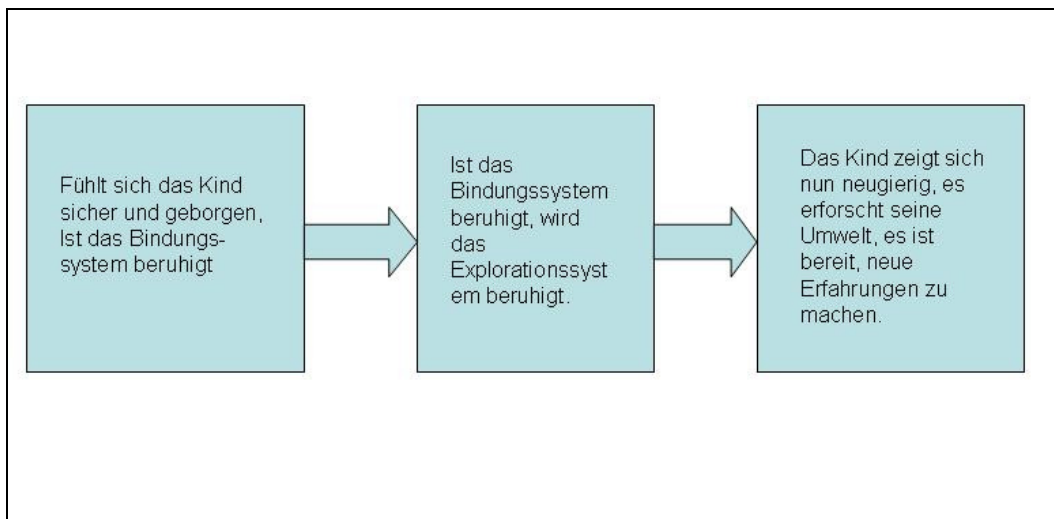 Fühlt sich das Kind
sicher und geborgen,
Ist das Bindungs-
system beruhigt
Ist das
Bindungssystem
beruhigt, wird
das
Explorationssyst
em beruhigt.
Das Kind zeigt sich
nun neugierig, es
erforscht seine
Umwelt, es ist
bereit, neue
Erfahrungen zu
machen.